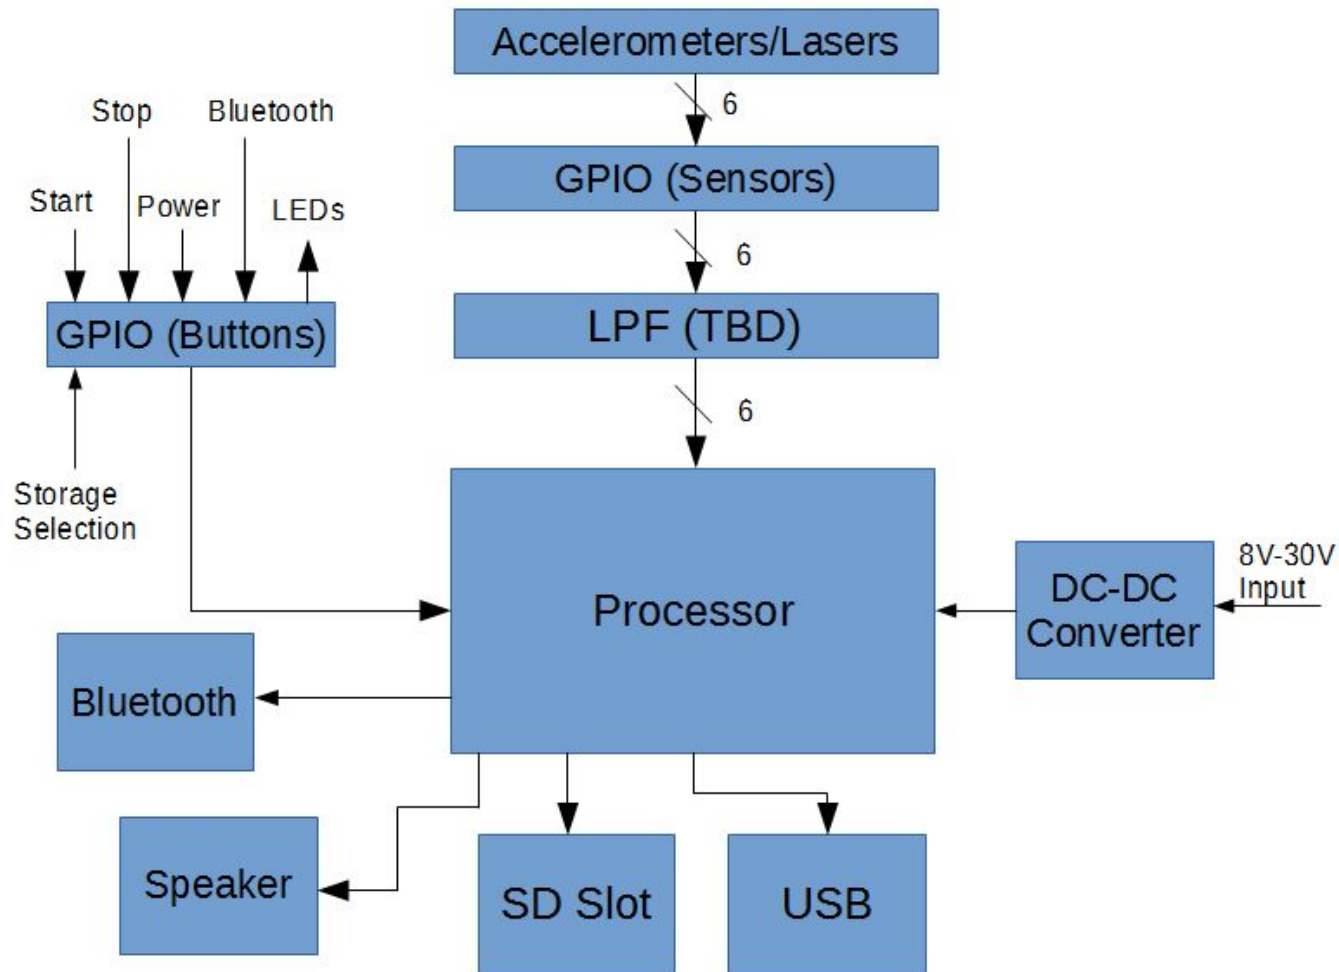 Accelerometers/Lasers
6
Stop
Bluetooth
GPIO (Sensors)
Start
Power
LEDs
6
GPIO (Buttons)
LPF (TBD)
6
Storage
Selection
Processor
8V-30V
Input
DC-DC
Converter
Bluetooth
Speaker
SD Slot
USB